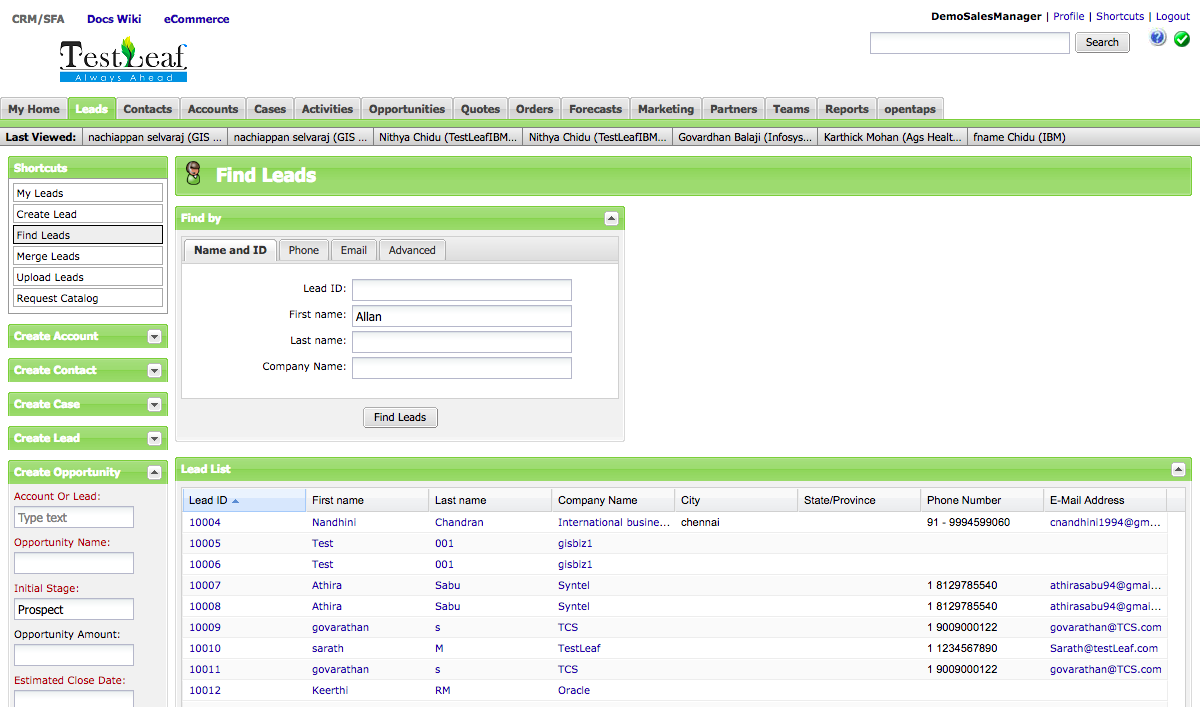 CRM/SFA Docs Wiki eCommerce
DemoSalesManager | Profile | Shortcuts | Logout
TestLeaf
Always Ahead
Search
?
My Home Leads Contacts Accounts Cases Activities Opportunities Quotes Orders Forecasts Marketing Partners Teams Reports opentaps
Last Viewed: nachiappan selvaraj (GIS ... nachiappan selvaraj (GIS ... Nithya Chidu (TestLeafIBM... Nithya Chidu (TestLeafIBM... Govardhan Balaji (Infosys... Karthick Mohan (Ags Healt... fname Chidu (IBM)
Shortcuts
My Leads
Create Lead
Find Leads
Merge Leads
Upload Leads
Request Catalog
Create Account
Create Contact
Create Case
Create Lead
Create Opportunity
Account Or Lead:
Type text
Opportunity Name:
Initial Stage:
Prospect
Opportunity Amount:
Estimated Close Date:
Find Leads
Find by
Name and ID Phone Email Advanced
Lead ID:
First name: Allan
Last name:
Company Name:
Find Leads
Lead List
Lead ID First name Last name Company Name City State/Province Phone Number E-Mail Address
10004 Nandhini Chandran International busine... chennai 91 - 9994599060 cnandhini1994@gm...
10005 Test 001 gisbiz1
10006 Test 001 gisbiz1
10007 Athira Sabu Syntel 1 8129785540 athirasabu94@gmai...
10008 Athira Sabu Syntel 1 8129785540 athirasabu94@gmai...
10009 govarathan s TCS 1 9009000122 govarathan@TCS.com
10010 sarath M TestLeaf 1 1234567890 Sarath@testLeaf.com
10011 govarathan s TCS 1 9009000122 govarathan@TCS.com
10012 Keerthi RM Oracle